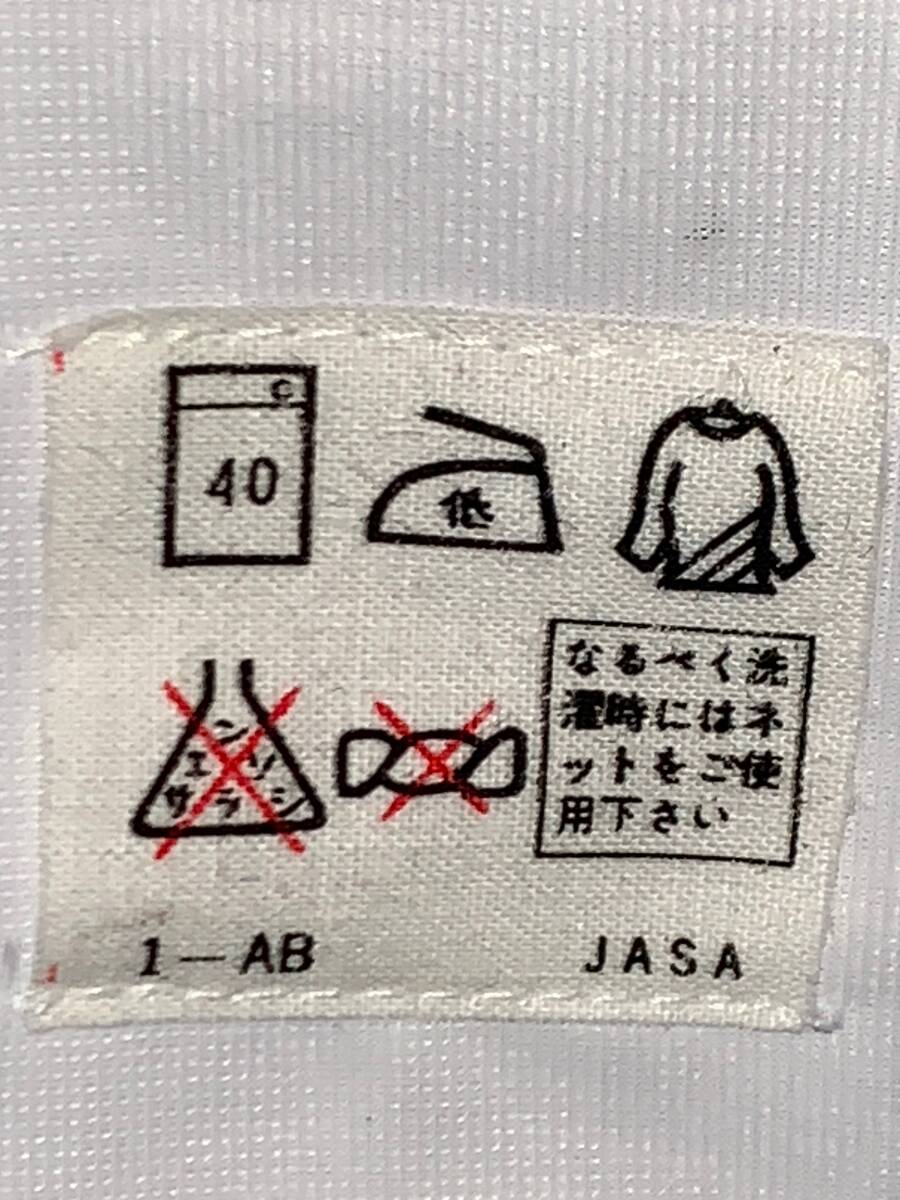 C
40
低
エンソ
サラシ
なるべく洗
濯時にはネ
ットをご使
用下さい
1-AB
JASA